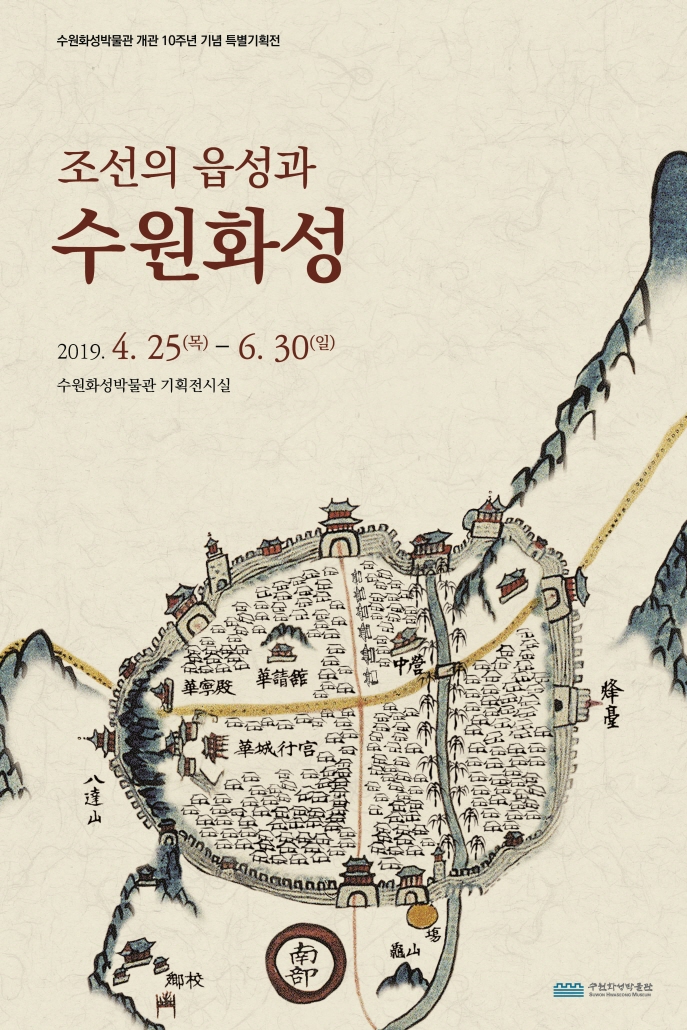 수원화성박물관 개관 10주년 기념 특별기획전
조선의 읍성과
수원화성
2019. 4. 25(목) – 6. 30(일)
수원화성박물관 기획전시실
中營
華寧殿
華請館
烽臺
華城行宮
八達山
南部
鄕校
龜山
수원화성박물관
SUWON HWASEONG MUSEUM